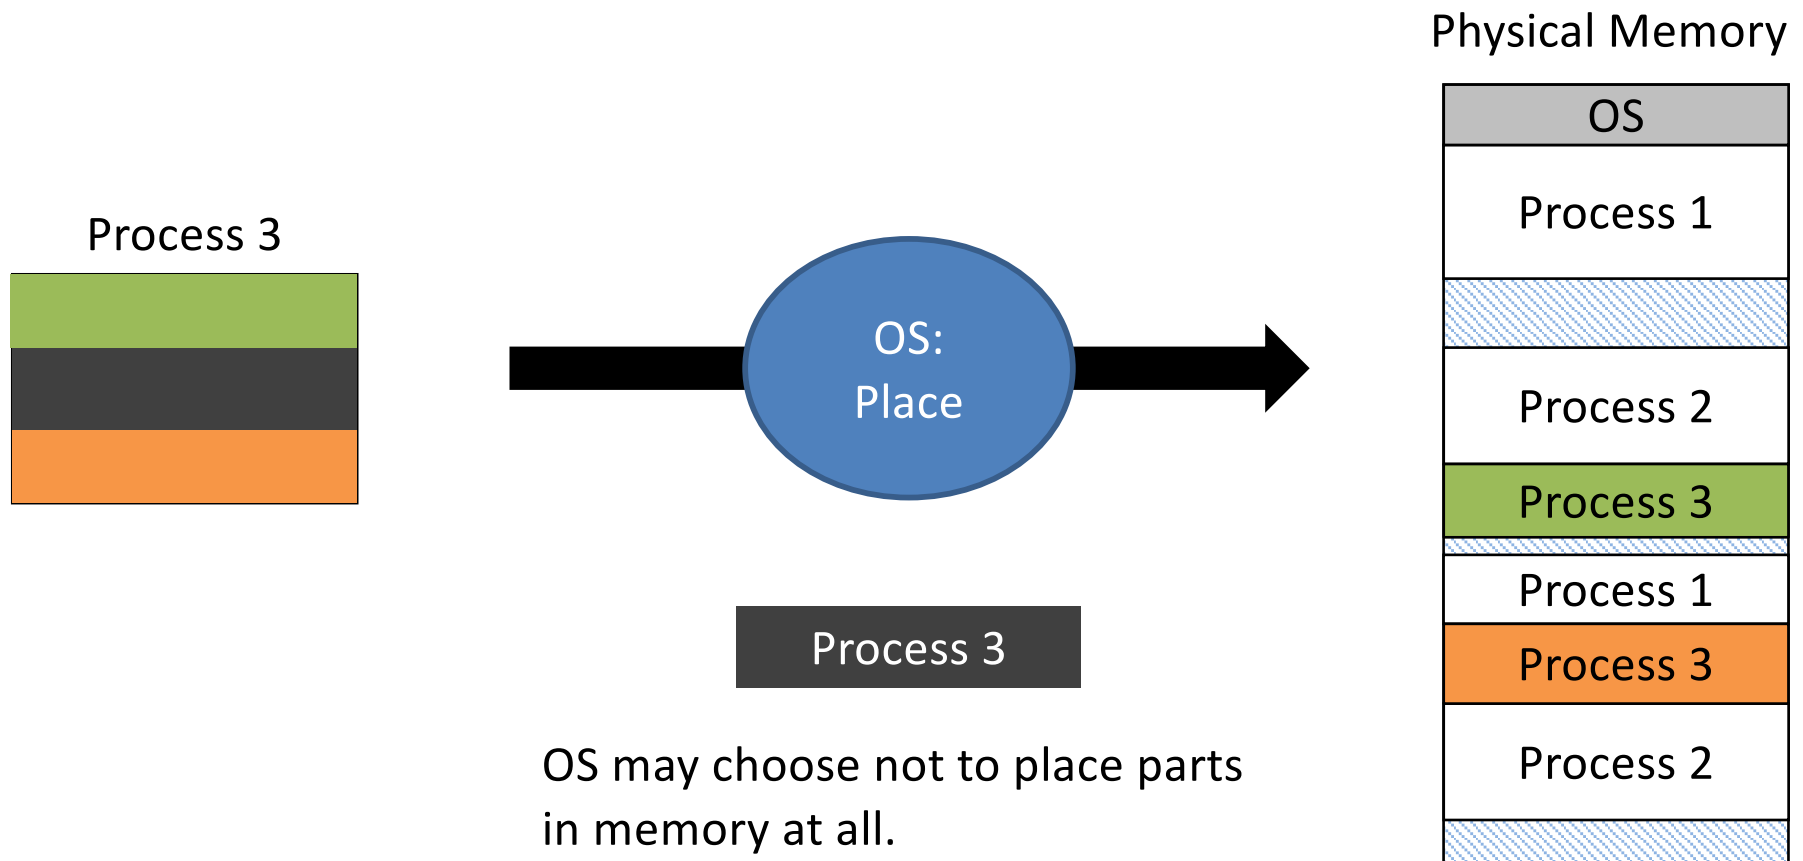 Physical Memory
OS
Process 1
Process 3
OS:
Place
Process 2
Process 3
Process 1
Process 3
Process 3
Process 2
OS may choose not to place parts
in memory at all.